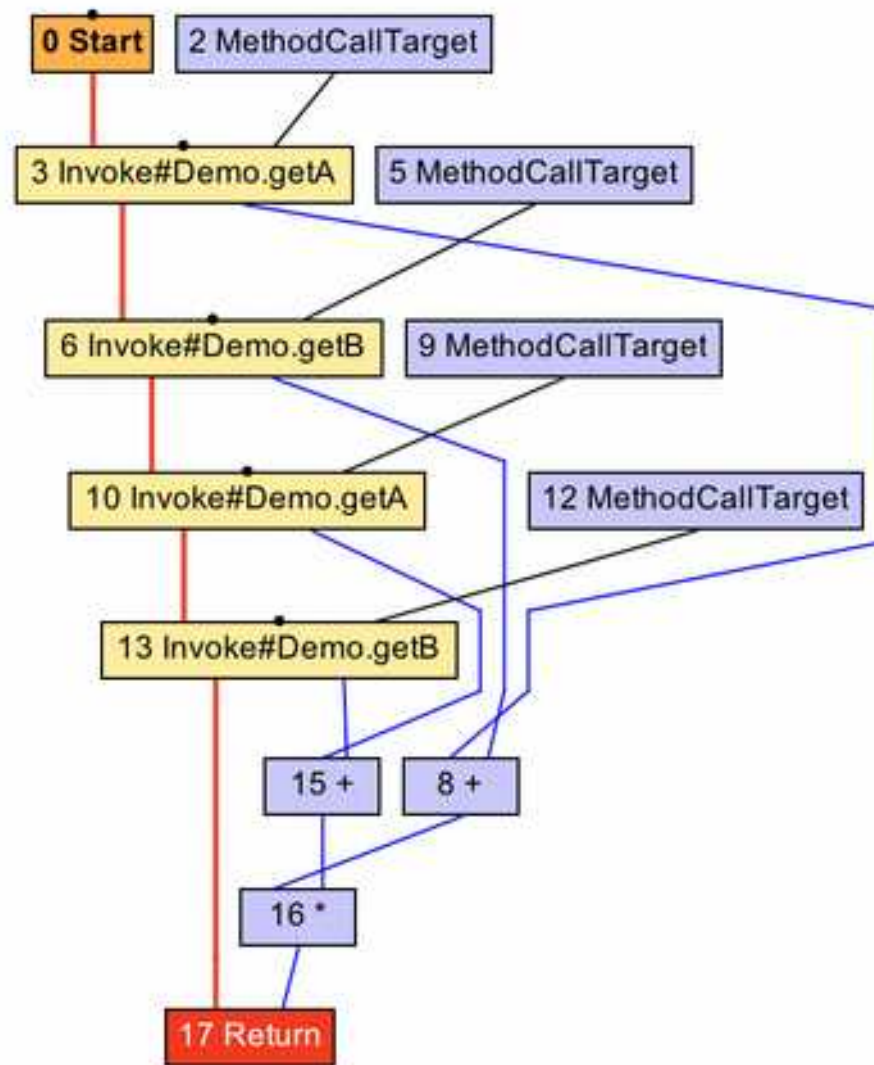 0 Start
2 MethodCallTarget
3 Invoke#Demo.getA
5 MethodCallTarget
6 Invoke#Demo.getB
9 MethodCallTarget
10 Invoke#Demo.getA
12 MethodCallTarget
13 Invoke#Demo.getB
15 +
8 +
16 *
17 Return